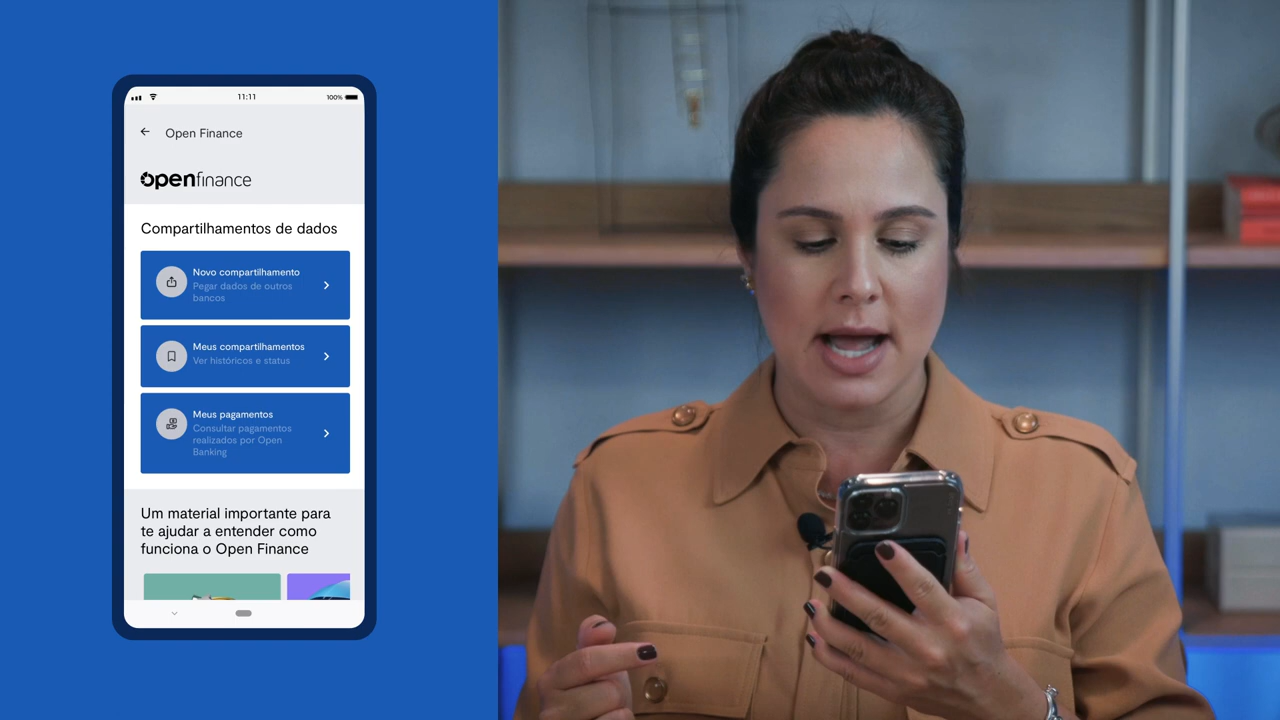 11:11
100%
Open Finance
openfinance
Compartilhamentos de dados
Novo compartilhamento
Pegar dados de outros
bancos
Meus compartilhamentos
Ver históricos e status
Meus pagamentos
Consultar pagamentos
realizados por Open
Banking
Um material importante para
te ajudar a entender como
funciona o Open Finance